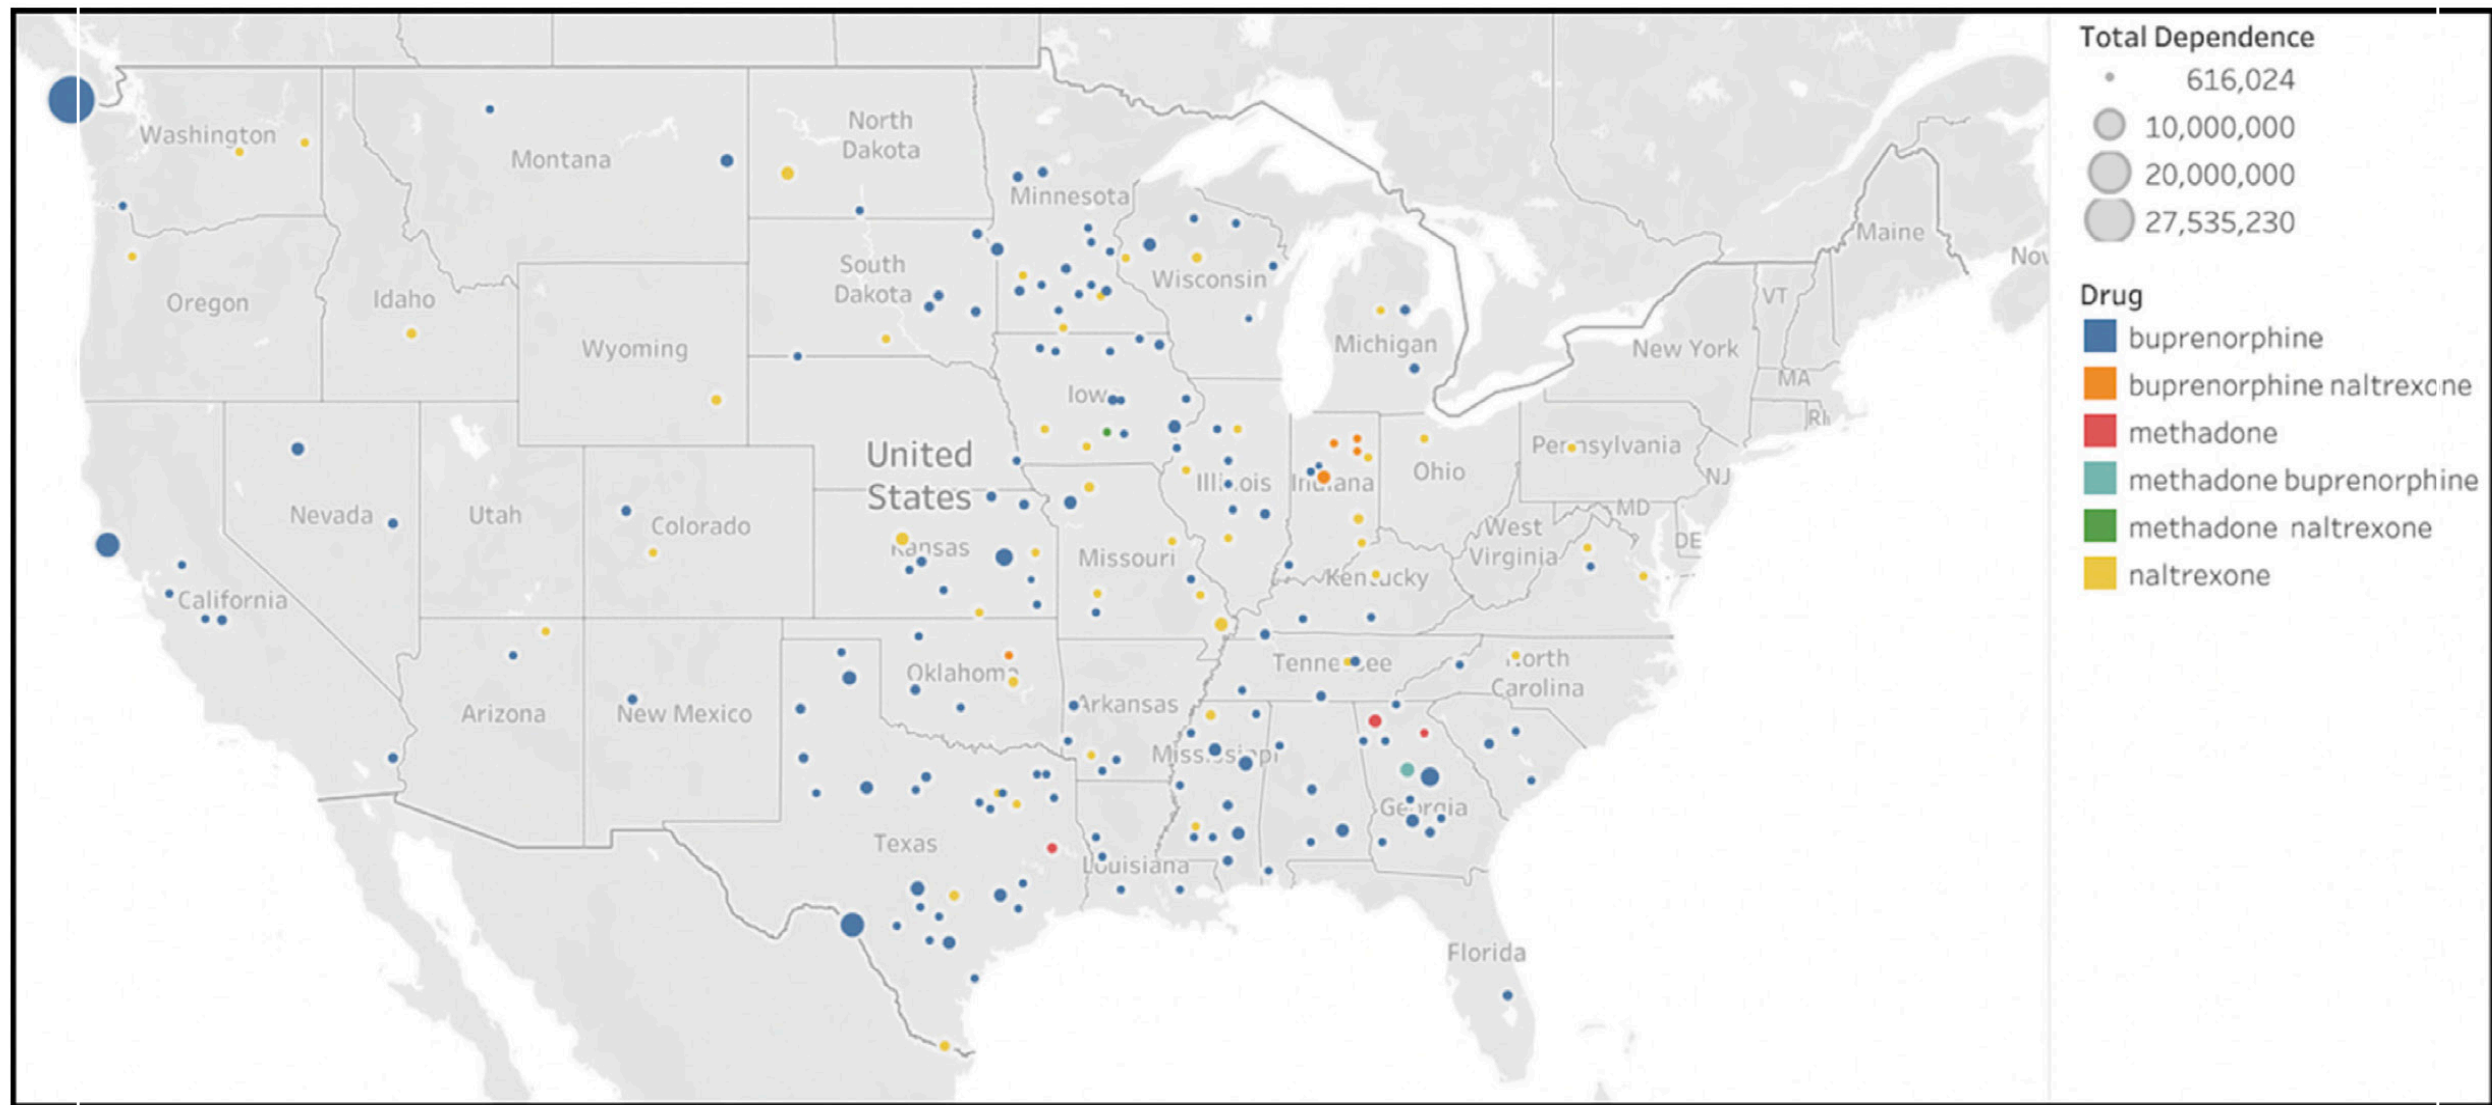 Washington
Montana
North
Dakota
Minnesota
Maine
Nov
Oregon
Idaho
South
Dakota
Wisconsin
VT
Wyoming
Michigan
New York
MA
Iowa
RI
United
States
Pennsylvania
Nevada
Utah
Colorado
Illinois
Indiana
Ohio
NJ
MD
West
Virginia
DE
Kansas
Missouri
Kentucky
California
Oklahoma
Tennessee
North
Carolina
Arizona
New Mexico
Arkansas
Mississippi
Georgia
Texas
Louisiana
Florida
Total Dependence
616,024
10,000,000
20,000,000
27,535,230
Drug
buprenorphine
buprenorphine naltrexone
methadone
methadone buprenorphine
methadone naltrexone
naltrexone